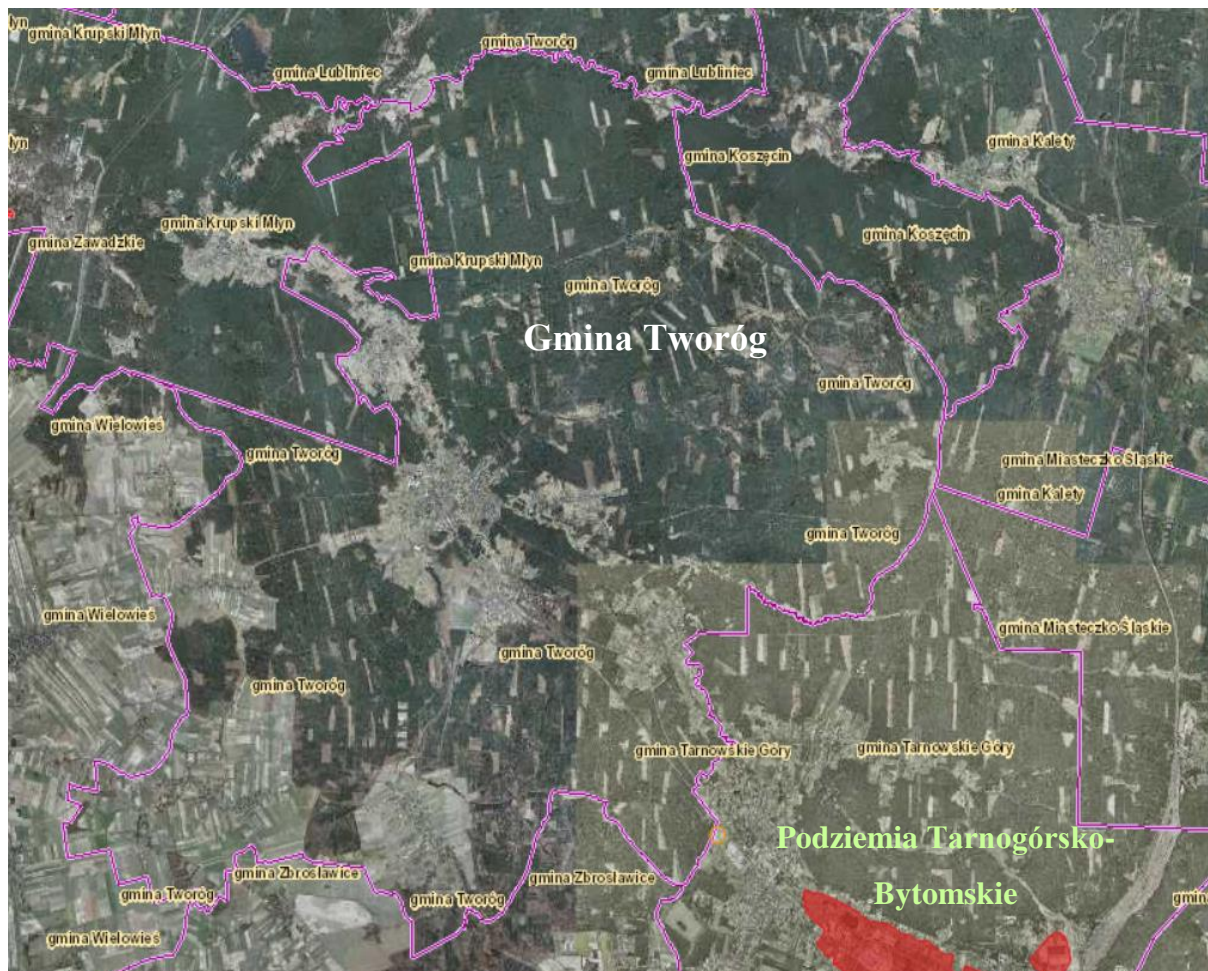 łyn
gmina Krupski Młyn
gmina Tworóg
gmina Lubliniec
gmina Lubliniec
łyn
gmina Kalety
gmina Koszęcin
gmina Krupski Młyn
gmina Koszęcin
gmina Zawadzkie
gmina Krupski Młyn
gmina Tworóg
Gmina Tworóg
gmina Tworóg
gmina Wielowieś
gmina Tworóg
gmina Miasteczko Śląskie
gmina Kalety
gmina Tworóg
gmina Wielowieś
gmina Miasteczko Śląskie
gmina Tworóg
gmina Tworóg
gmina Tarnowskie Góry
gmina Tarnowskie Góry
Podziemia Tarnogórsko-
Bytomskie
gmina Zbrosławice
gmina Zbrosławice
gmina Tworóg
gmina Tworóg
gmin
gmina Wielowieś